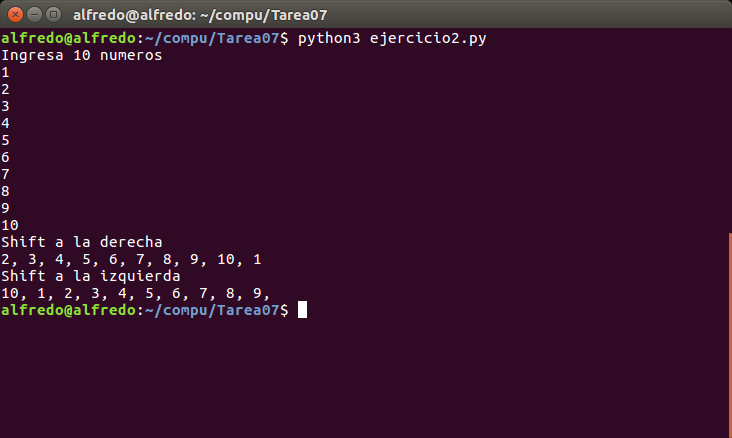 alfredo@alfredo: ~/compu/Tarea07
alfredo@alfredo:~/compu/Tarea07$ python3 ejercicio2.py
Ingresa 10 numeros
1
2
3
4
5
6
7
8
9
10
Shift a la derecha
2, 3, 4, 5, 6, 7, 8, 9, 10, 1
Shift a la izquierda
10, 1, 2, 3, 4, 5, 6, 7, 8, 9,
alfredo@alfredo:~/compu/Tarea07$